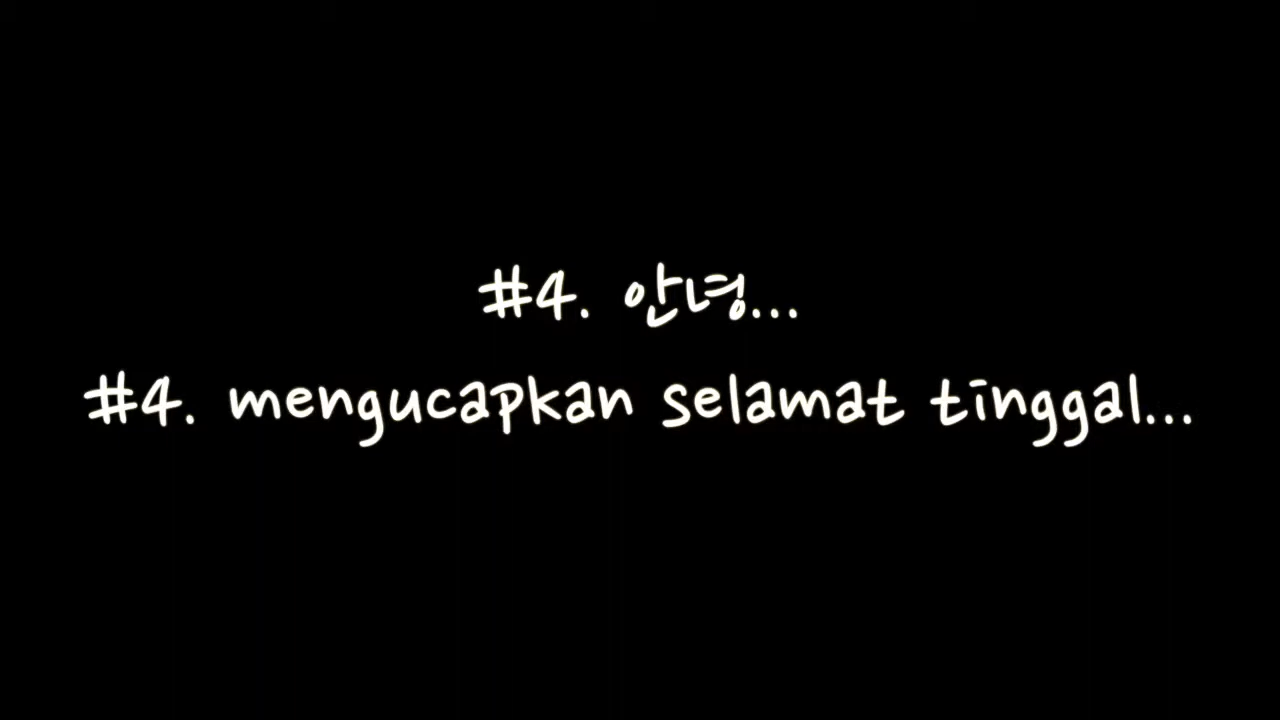 #4. 안녕...
#4. mengucapkan selamat tinggal...